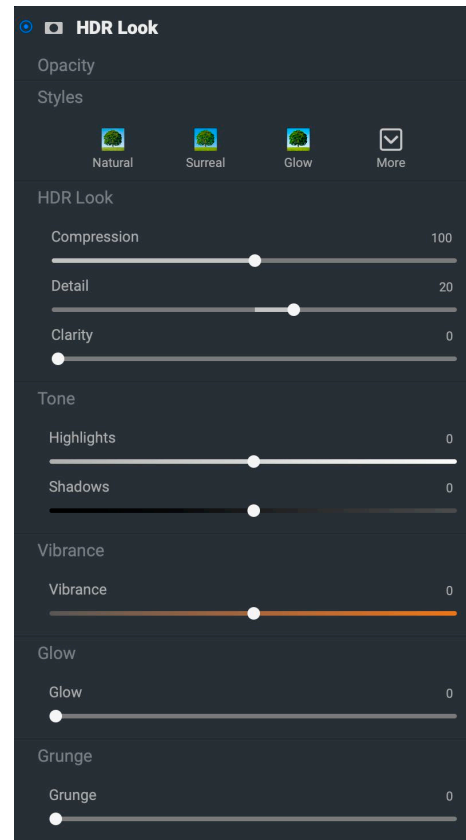 HDR Look
Opacity
Styles
Natural Surreal Glow More
HDR Look
Compression 100
Detail 20
Clarity 0
Tone
Highlights 0
Shadows 0
Vibrance
Vibrance 0
Glow
Glow 0
Grunge
Grunge 0